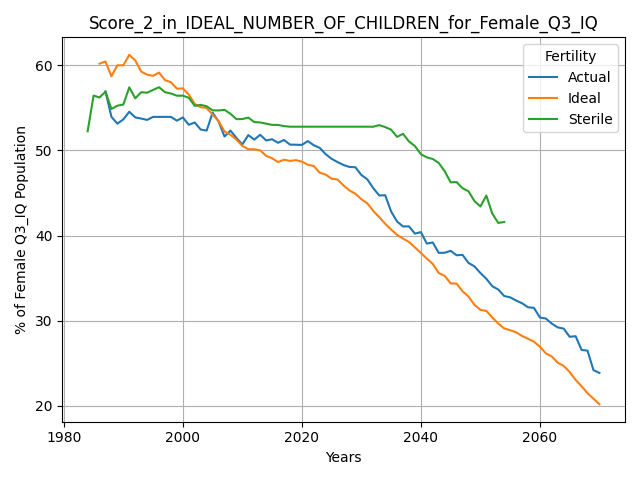 Score_2_in_IDEAL_NUMBER_OF_CHILDREN_for_Female_Q3_IQ
Fertility
Actual
Ideal
Sterile
% of Female Q3_IQ Population
60
50
40
30
20
1980
2000
2020
2040
2060
Years